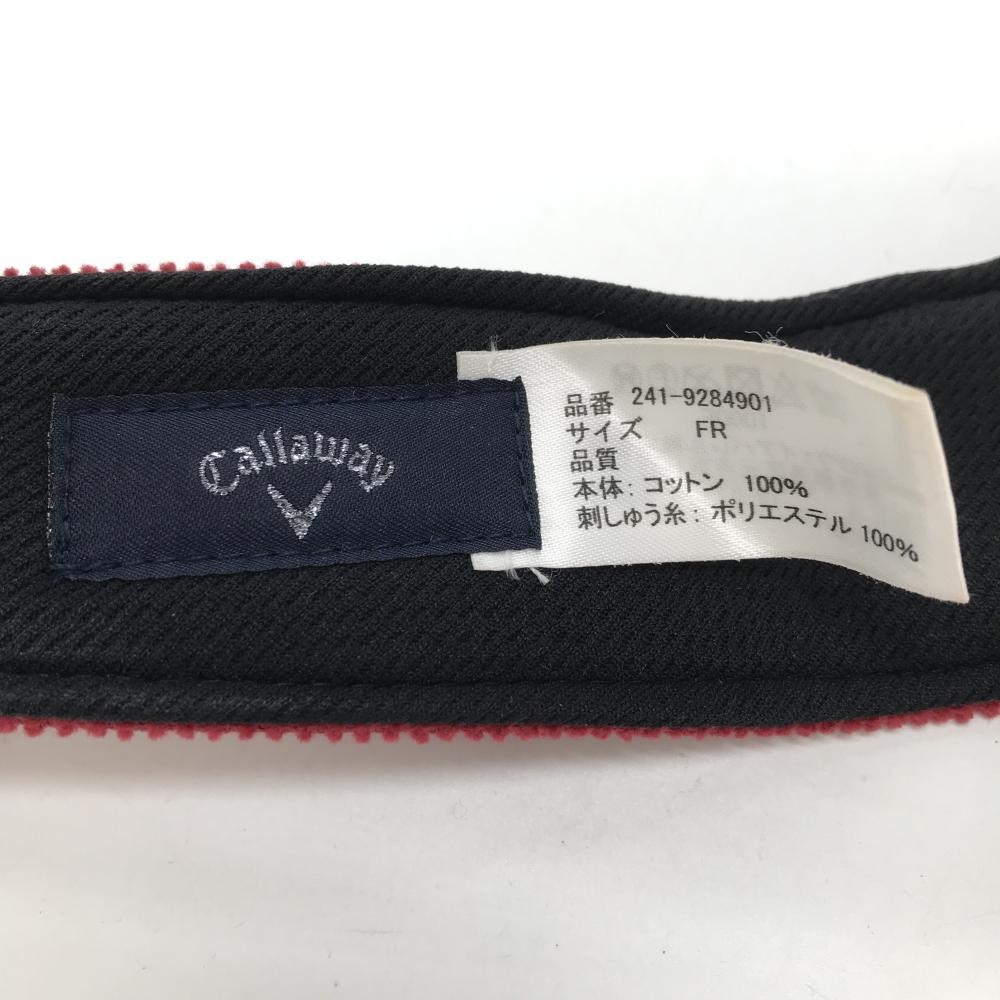 Callaway
品番 241-9284901
サイズ FR
品質
本体: コットン 100%
刺しゅう糸: ポリエステル 100%